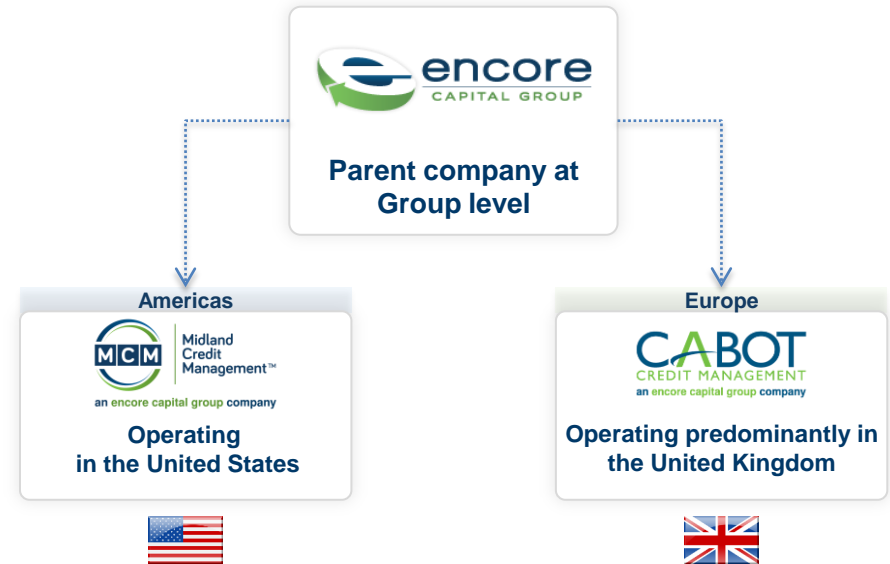 encore
CAPITAL GROUP
Parent company at
Group level
Americas
MCM
Midland
Credit
Management™
an encore capital group company
Operating
in the United States
Europe
CABOT
CREDIT MANAGEMENT
an encore capital group company
Operating predominantly in
the United Kingdom